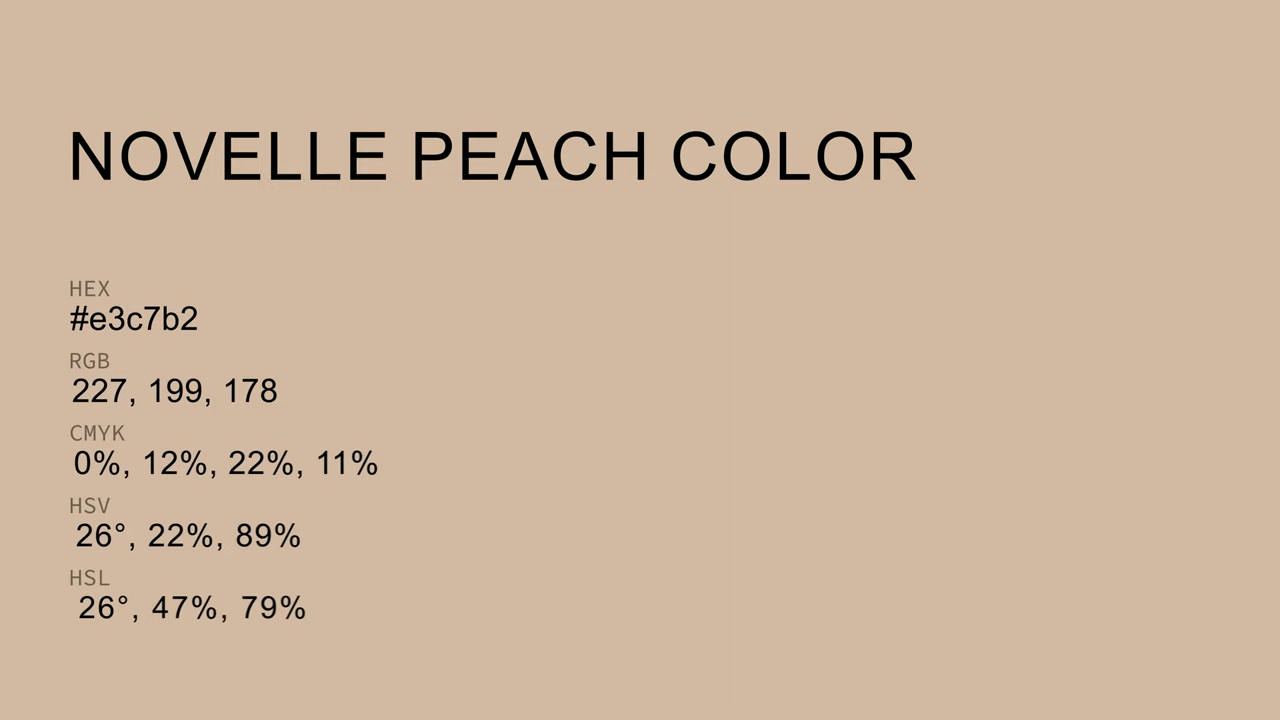 NOVELLE PEACH COLOR
HEX
#e3c7b2
RGB
227, 199, 178
CMYK
0%, 12%, 22%, 11%
HSV
26°, 22%, 89%
HSL
26°, 47%, 79%